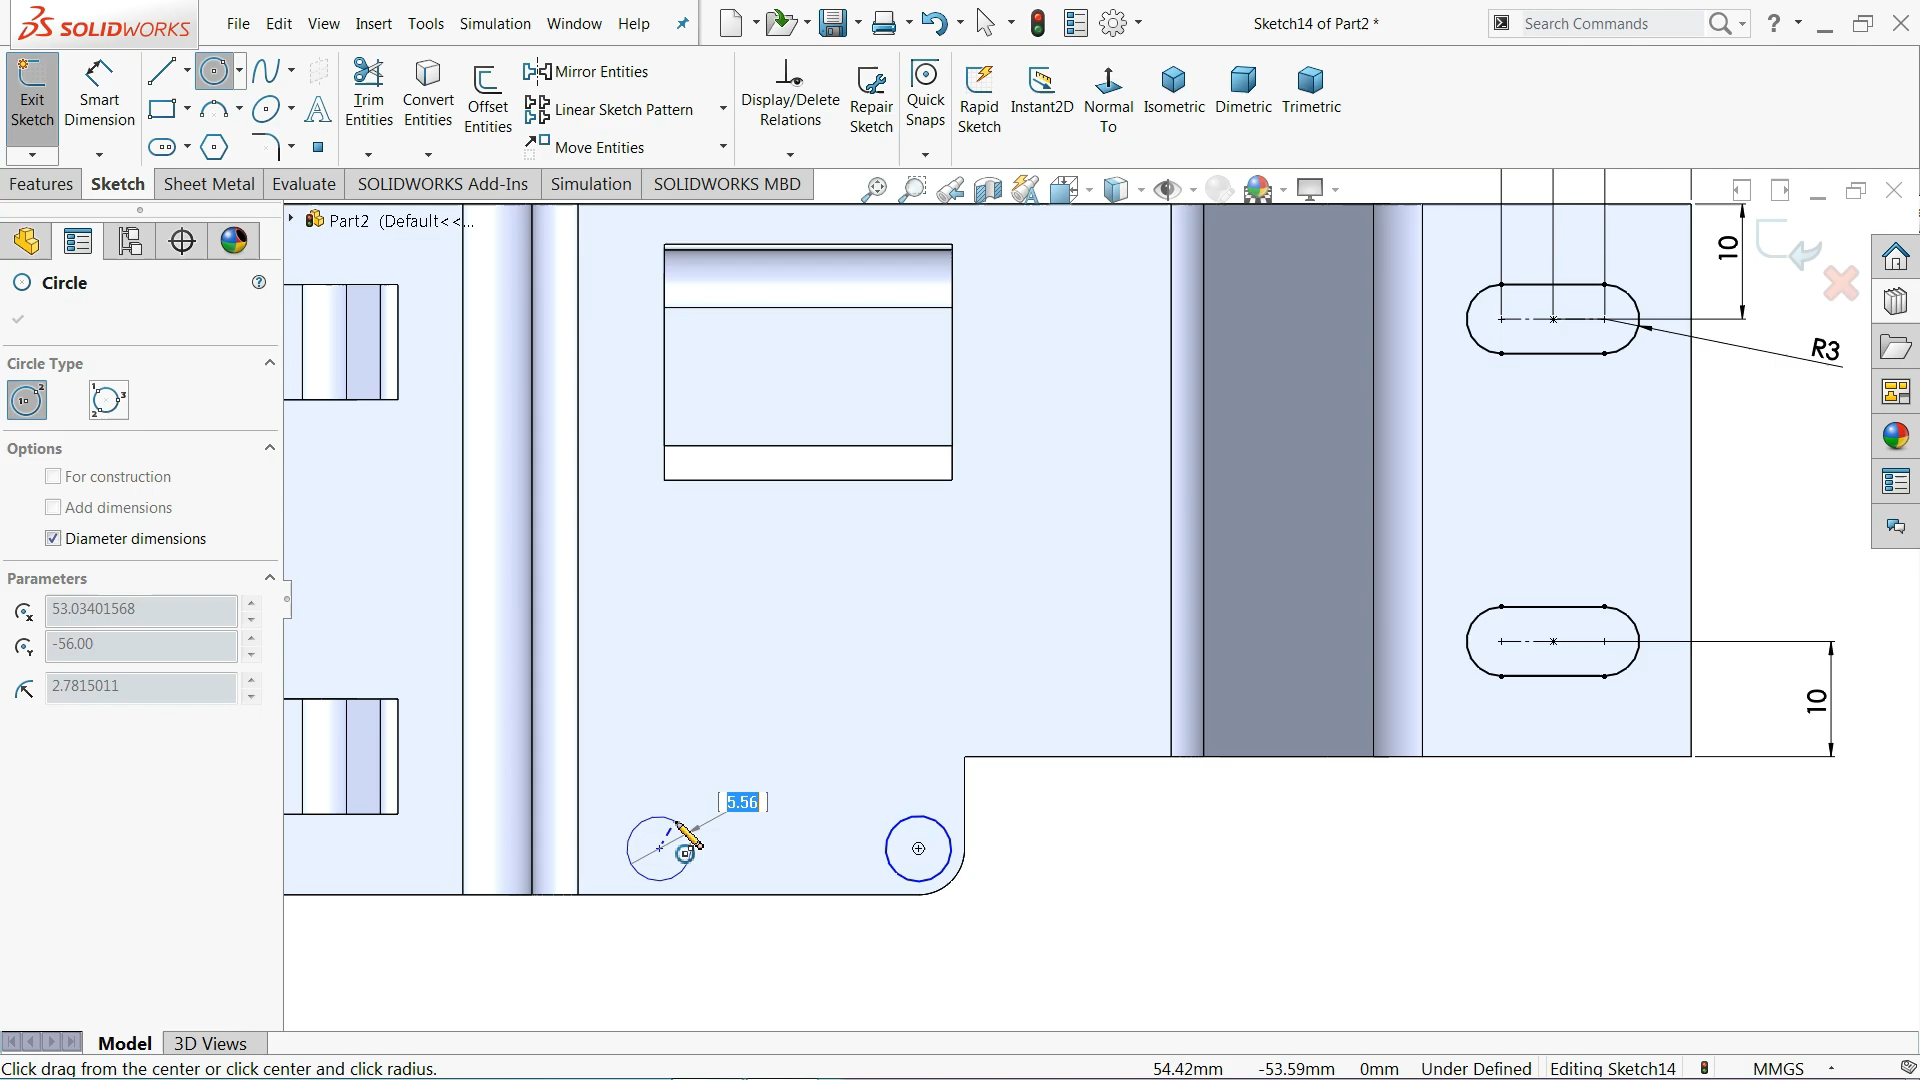 SOLIDWORKS
File Edit View Insert Tools Simulation Window Help
Sketch14 of Part2 *
Search Commands
?
Exit Sketch
Smart Dimension
Trim Entities
Convert Entities
Offset Entities
Mirror Entities
Linear Sketch Pattern
Move Entities
Display/Delete Relations
Repair Sketch
Quick Snaps
Rapid Sketch
Instant2D
Normal To
Isometric
Dimetric
Trimetric
Features Sketch Sheet Metal Evaluate SOLIDWORKS Add-Ins Simulation SOLIDWORKS MBD
Part2 (Default<<...
Circle
?
Circle Type
Options
For construction
Add dimensions
Diameter dimensions
Parameters
53.03401568
-56.00
2.7815011
10
R3
10
5.56
Model 3D Views
Click drag from the center or click center and click radius.
54.42mm -53.59mm 0mm Under Defined Editing Sketch14 MMGS